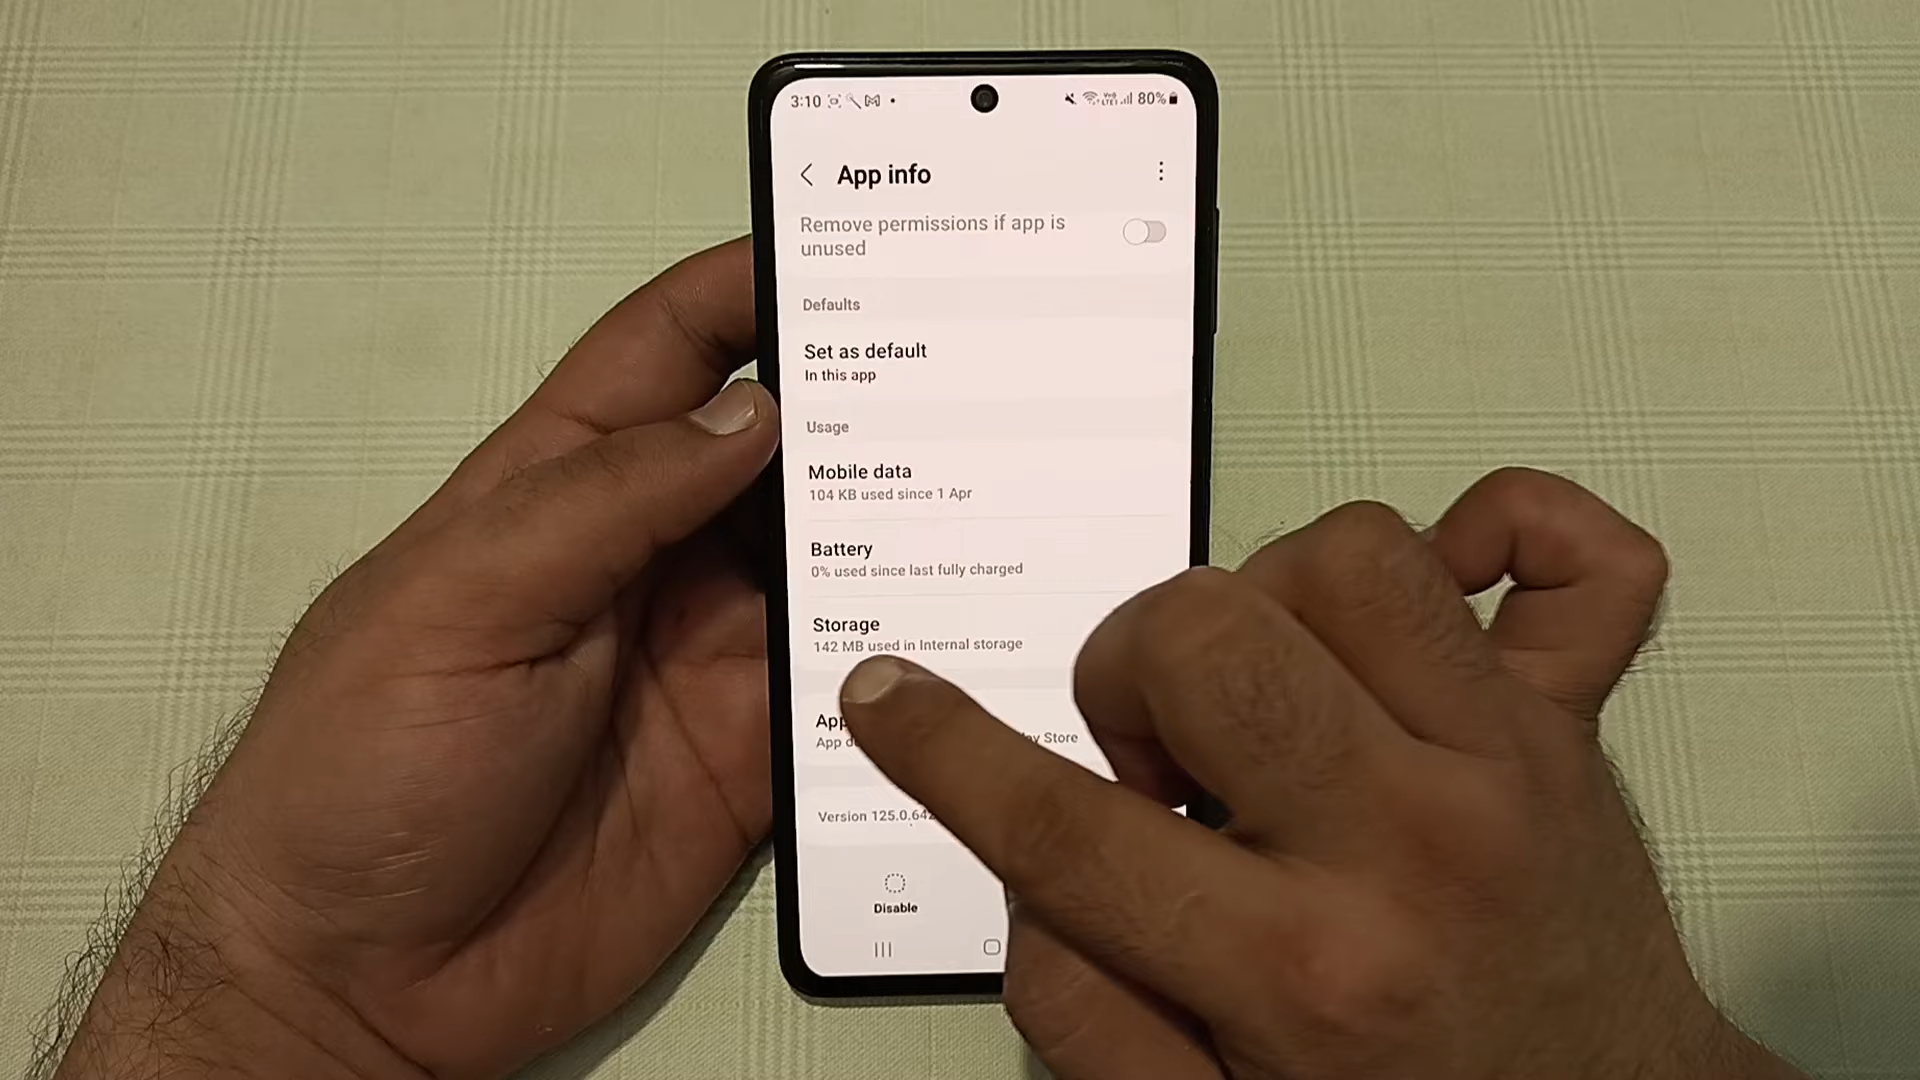 3:10
80%
App info
Remove permissions if app is
unused
Defaults
Set as default
In this app
Usage
Mobile data
104 KB used since 1 Apr
Battery
0% used since last fully charged
Storage
142 MB used in Internal storage
App
App
Store
Version 125.0.642
Disable